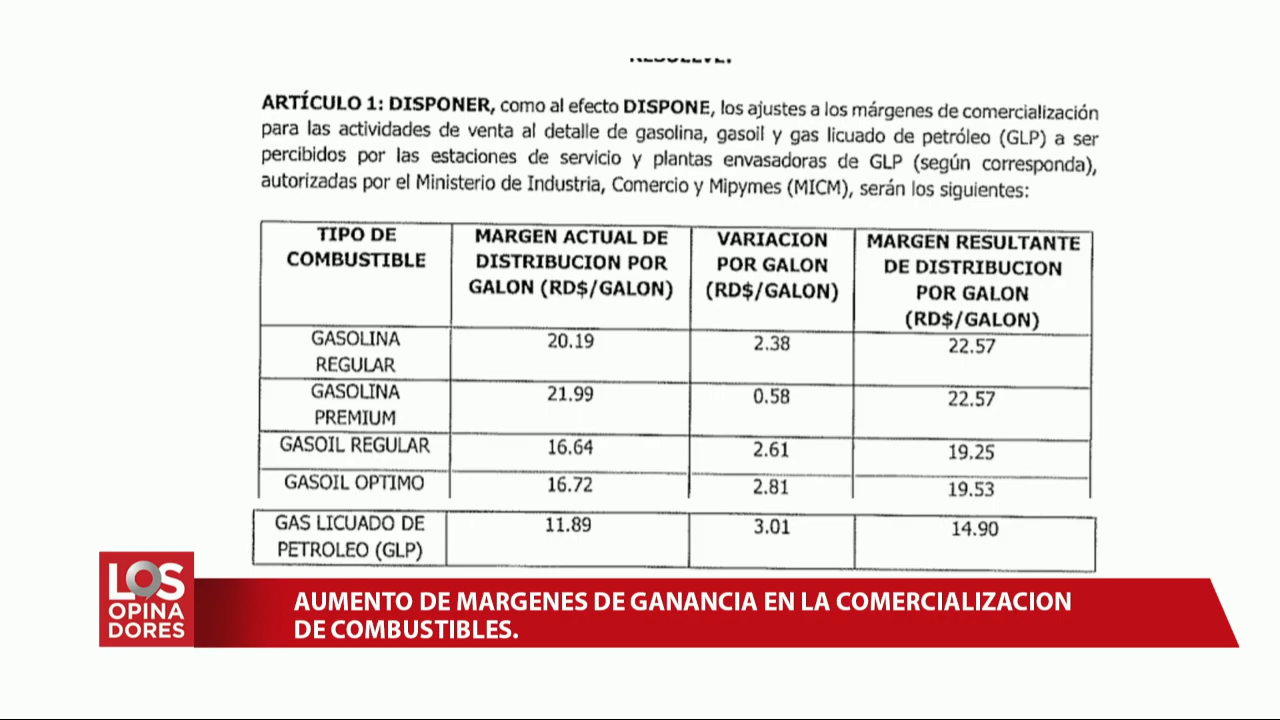 RESUELVE:
ARTÍCULO 1: DISPONER, como al efecto DISPONE, los ajustes a los márgenes de comercialización
para las actividades de venta al detalle de gasolina, gasoil y gas licuado de petróleo (GLP) a ser
percibidos por las estaciones de servicio y plantas envasadoras de GLP (según corresponda),
autorizadas por el Ministerio de Industria, Comercio y Mipymes (MICM), serán los siguientes:
TIPO DE
COMBUSTIBLE
MARGEN ACTUAL DE
DISTRIBUCION POR
GALON (RD$/GALON)
VARIACION
POR GALON
(RD$/GALON)
MARGEN RESULTANTE
DE DISTRIBUCION
POR GALON
(RD$/GALON)
GASOLINA
REGULAR
20.19
2.38
22.57
GASOLINA
PREMIUM
21.99
0.58
22.57
GASOIL REGULAR
16.64
2.61
19.25
GASOIL OPTIMO
16.72
2.81
19.53
GAS LICUADO DE
PETROLEO (GLP)
11.89
3.01
14.90
LOS
OPINA
DORES
AUMENTO DE MARGENES DE GANANCIA EN LA COMERCIALIZACION
DE COMBUSTIBLES.